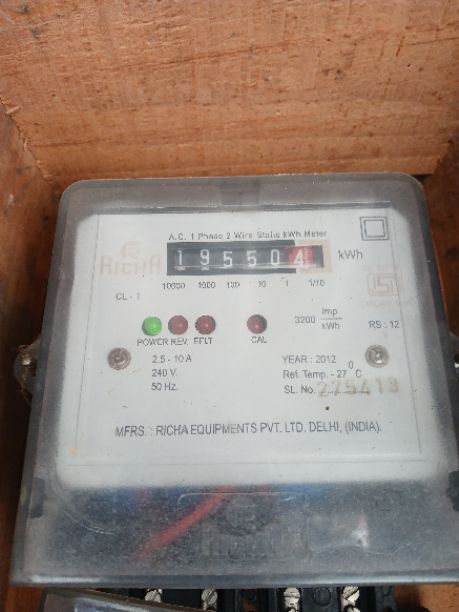 A.C. 1 Phase 2 Wire Static kWh Meter
RICHA
195504 kWh
CL - 1
10000 1000 100 10 1 1/10
3200 imp/kWh
RS : 12
POWER REV. EFLT CAL
2.5 - 10 A
240 V.
50 Hz.
YEARR : 2012
Ref. Temp. - 27 °C
SL. No. 275413
MFRS. : RICHA EQUIPMENTS PVT. LTD. DELHI, (INDIA).